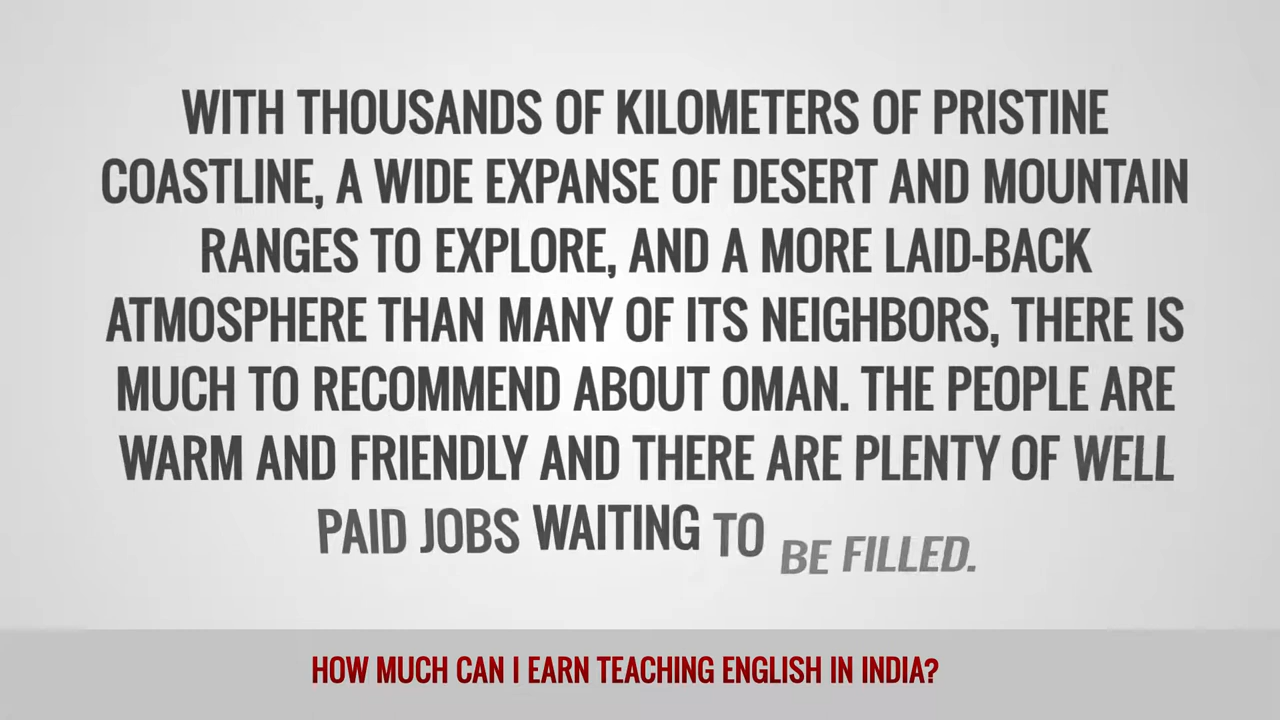 WITH THOUSANDS OF KILOMETERS OF PRISTINE
COASTLINE, A WIDE EXPANSE OF DESERT AND MOUNTAIN
RANGES TO EXPLORE, AND A MORE LAID-BACK
ATMOSPHERE THAN MANY OF ITS NEIGHBORS, THERE IS
MUCH TO RECOMMEND ABOUT OMAN. THE PEOPLE ARE
WARM AND FRIENDLY AND THERE ARE PLENTY OF WELL
PAID JOBS WAITING TO BE FILLED.
HOW MUCH CAN I EARN TEACHING ENGLISH IN INDIA?